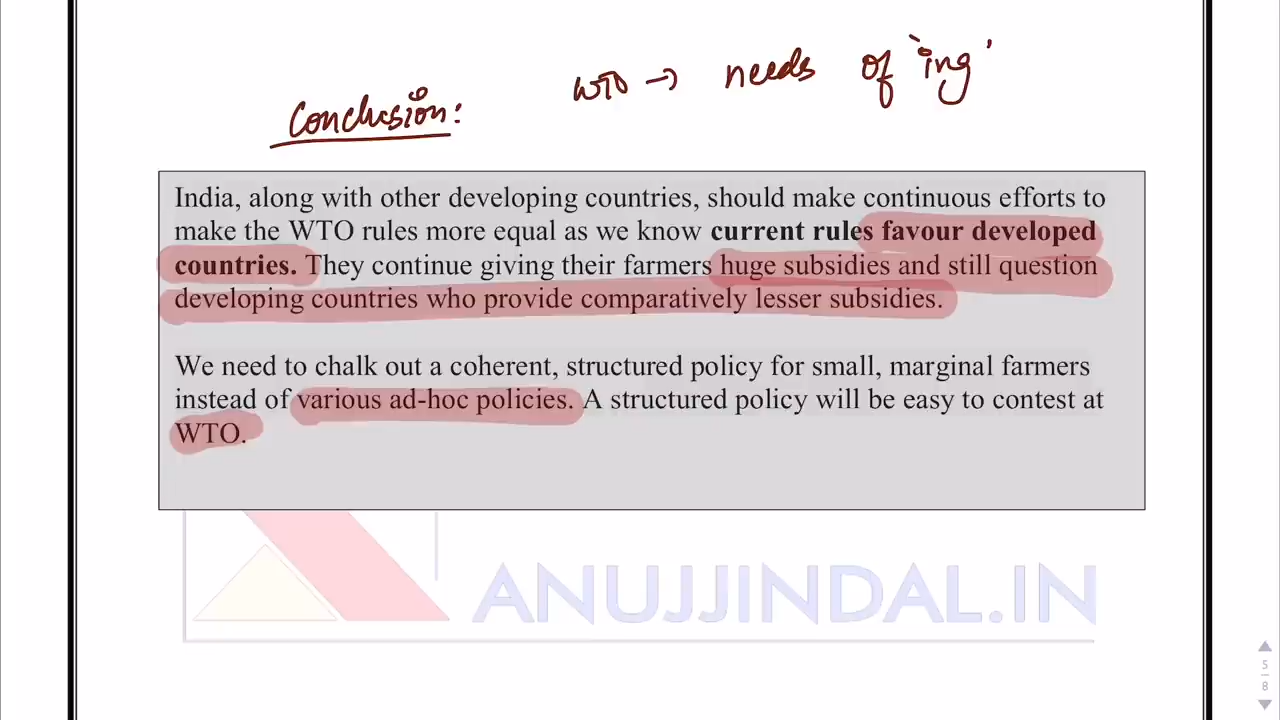 WTO → needs of 'ing'
Conclusion:
India, along with other developing countries, should make continuous efforts to
make the WTO rules more equal as we know current rules favour developed
countries. They continue giving their farmers huge subsidies and still question
developing countries who provide comparatively lesser subsidies.
We need to chalk out a coherent, structured policy for small, marginal farmers
instead of various ad-hoc policies. A structured policy will be easy to contest at
WTO.
ANUJJINDAL.IN
5
8